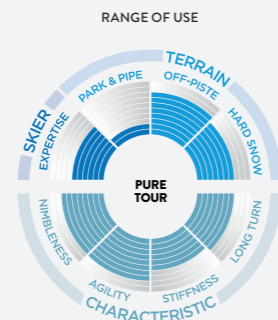 RANGE OF USE
TERRAIN
PARK & PIPE
OFF-PISTE
SKIER
EXPERTISE
HARD SNOW
PURE
TOUR
NIMBLENESS
LONG TURN
AGILITY
STIFFNESS
CHARACTERISTIC